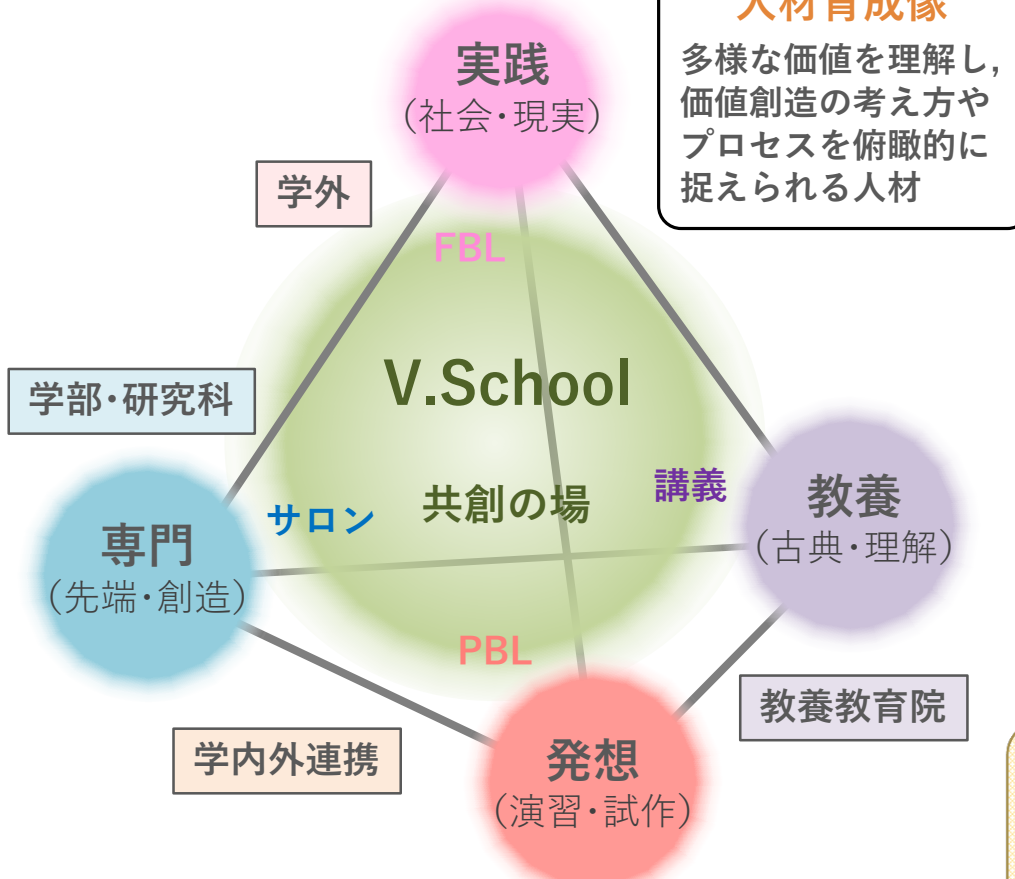 人材育成像
多様な価値を理解し,
価値創造の考え方や
プロセスを俯瞰的に
捉えられる人材
実践
(社会・現実)
学外
FBL
V.School
学部・研究科
共創の場
講義
サロン
教養
(古典・理解)
専門
(先端・創造)
PBL
教養教育院
学内外連携
発想
(演習・試作)